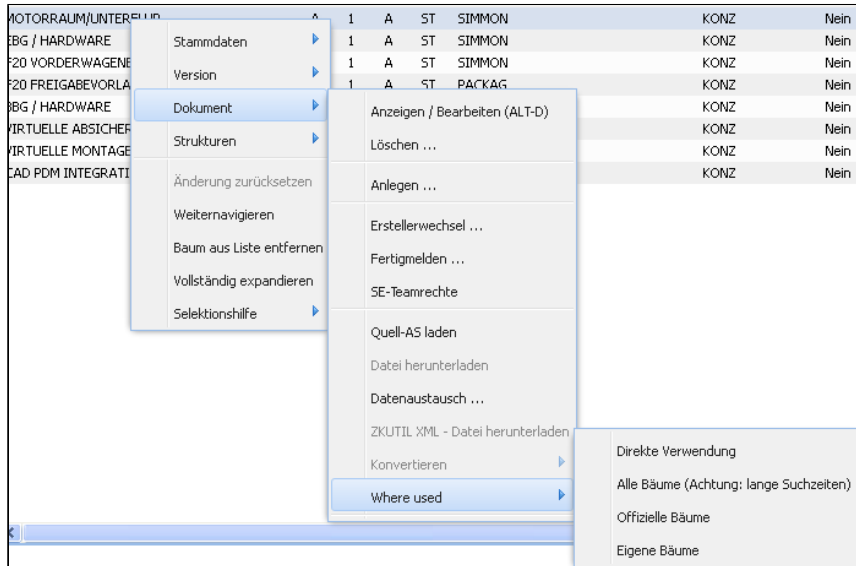 MOTORRAUM/UNTERFLUR A 1 A ST SIMMON KONZ Nein
EBG / HARDWARE 1 A ST SIMMON KONZ Nein
F20 VORDERWAGENE 1 A ST SIMMON KONZ Nein
F20 FREIGABEVORLA 1 A ST PACKAG KONZ Nein
BBG / HARDWARE KONZ Nein
VIRTUELLE ABSICHER KONZ Nein
VIRTUELLE MONTAGE KONZ Nein
CAD PDM INTEGRATI KONZ Nein
Stammdaten
Version
Dokument
Strukturen
Änderung zurücksetzen
Weiternavigieren
Baum aus Liste entfernen
Vollständig expandieren
Selektionshilfe
Anzeigen / Bearbeiten (ALT-D)
Löschen ...
Anlegen ...
Erstellerwechsel ...
Fertigmelden ...
SE-Teamrechte
Quell-AS laden
Datei herunterladen
Datenaustausch ...
ZKUTIL XML - Datei herunterladen
Konvertieren
Where used
Direkte Verwendung
Alle Bäume (Achtung: lange Suchzeiten)
Offizielle Bäume
Eigene Bäume